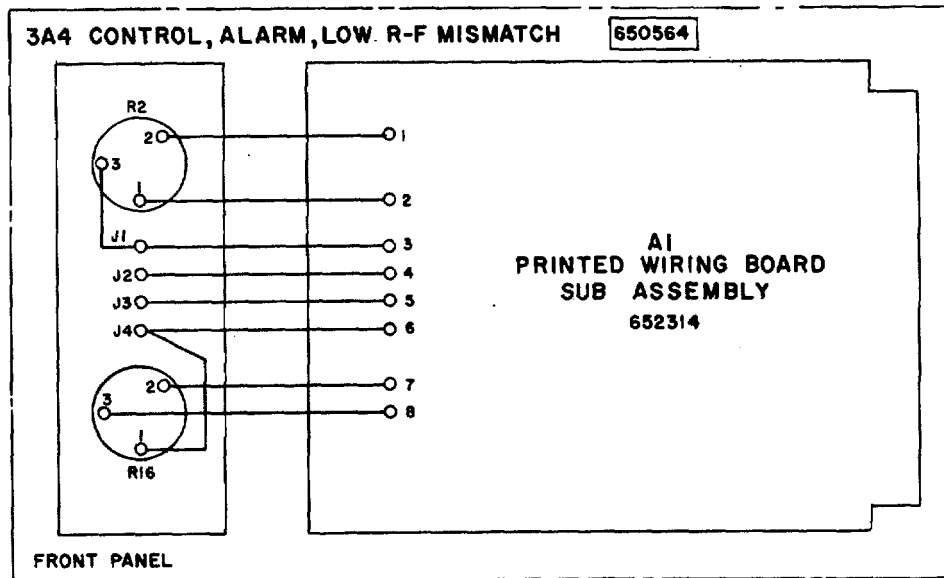 3A4 CONTROL, ALARM, LOW R-F MISMATCH 650564
R2
2
1
3
1
2
J1
3
A1
J2
4
PRINTED WIRING BOARD
J3
5
SUB ASSEMBLY
J4
6
652314
2
7
3
8
1
R16
FRONT PANEL